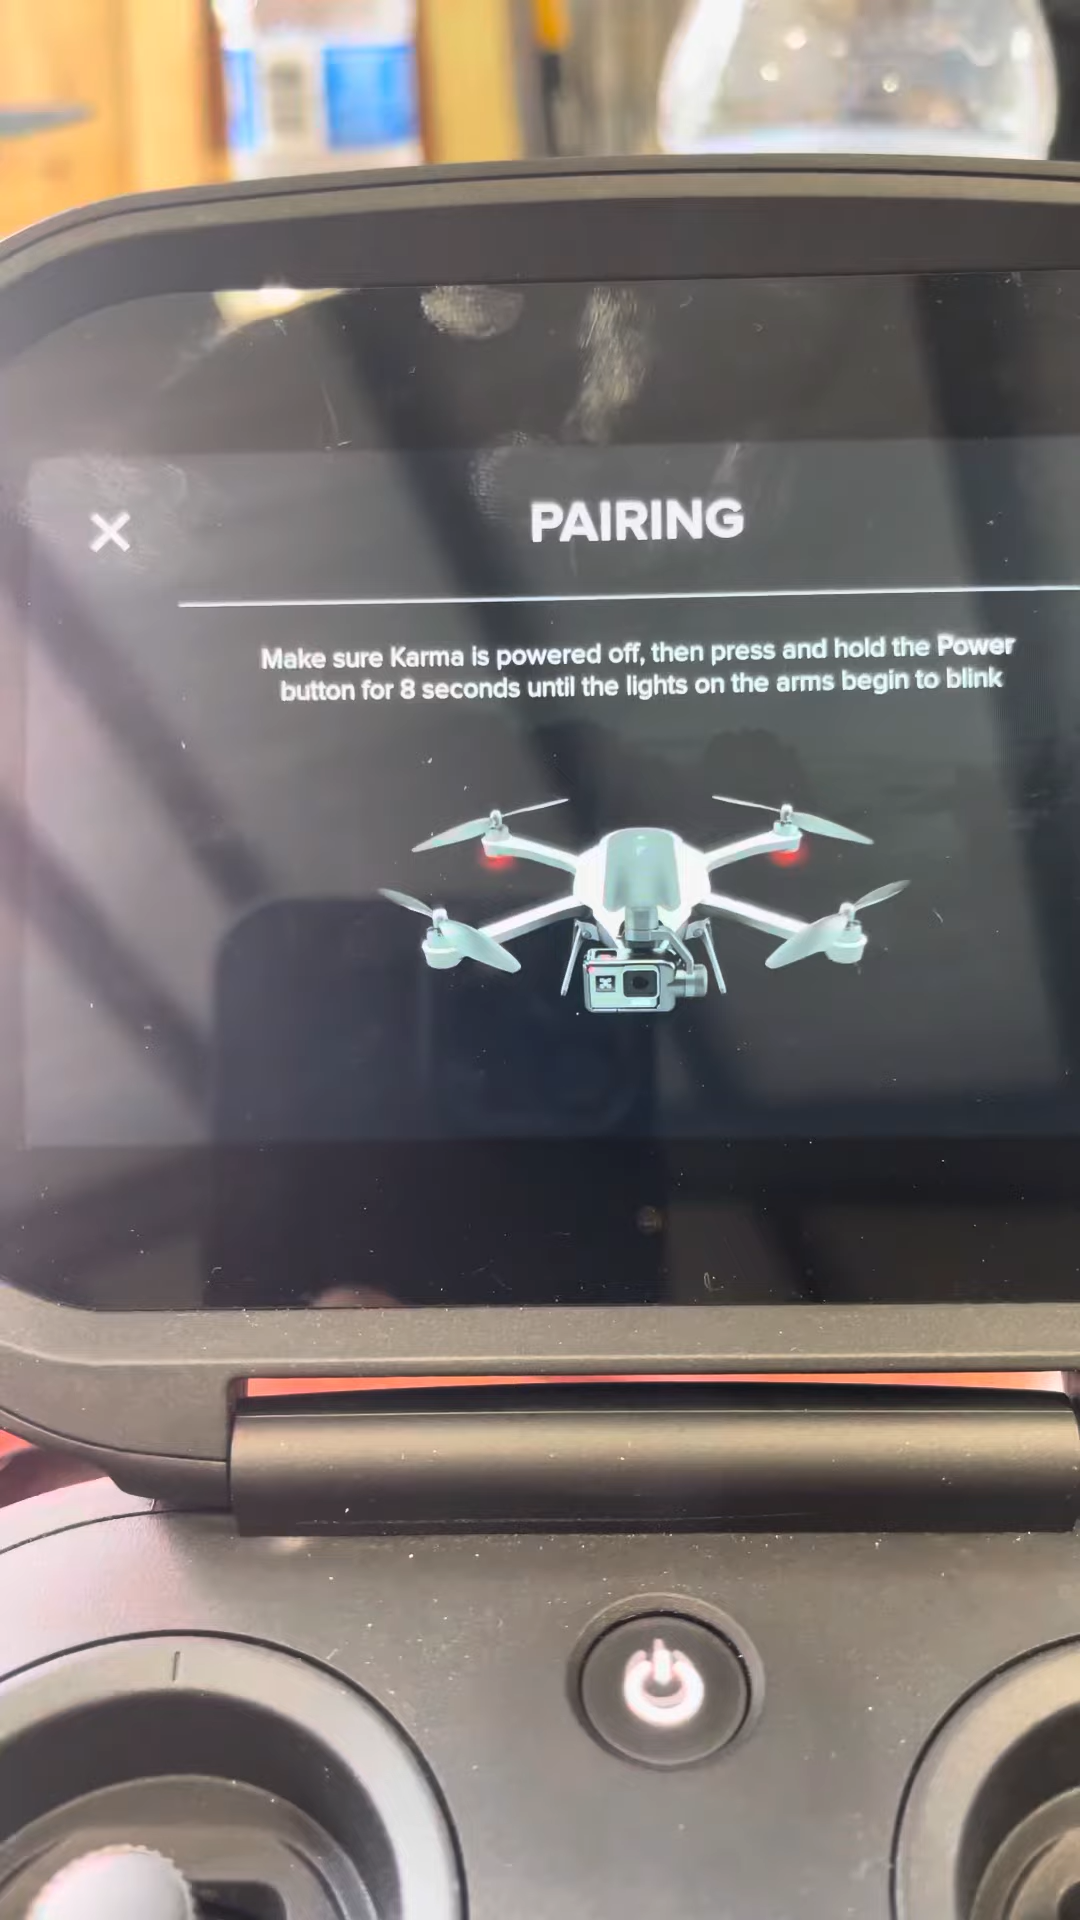 PAIRING
Make sure Karma is powered off, then press and hold the Power
button for 8 seconds until the lights on the arms begin to blink